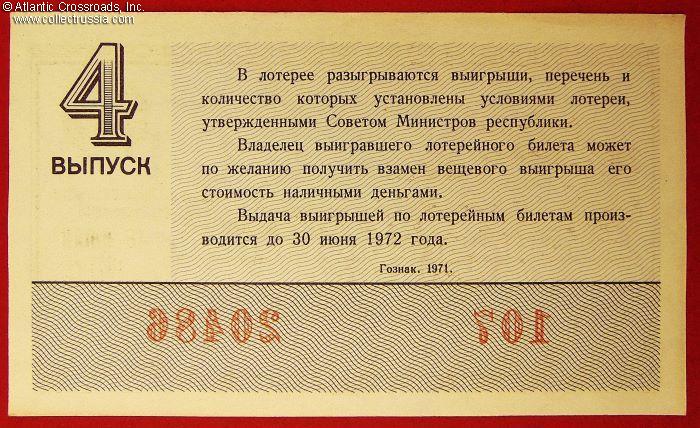 © Atlantic Crossroads, Inc.
www.collectrussia.com
4
ВЫПУСК
В лотерее разыгрываются выигрыши, перечень и
количество которых установлены условиями лотереи,
утвержденными Советом Министров республики.
Владелец выигравшего лотерейного билета может
по желанию получить взамен вещевого выигрыша его
стоимость наличными деньгами.
Выдача выигрышей по лотерейным билетам произ-
водится до 30 июня 1972 года.
Гознак. 1971.
20486 107